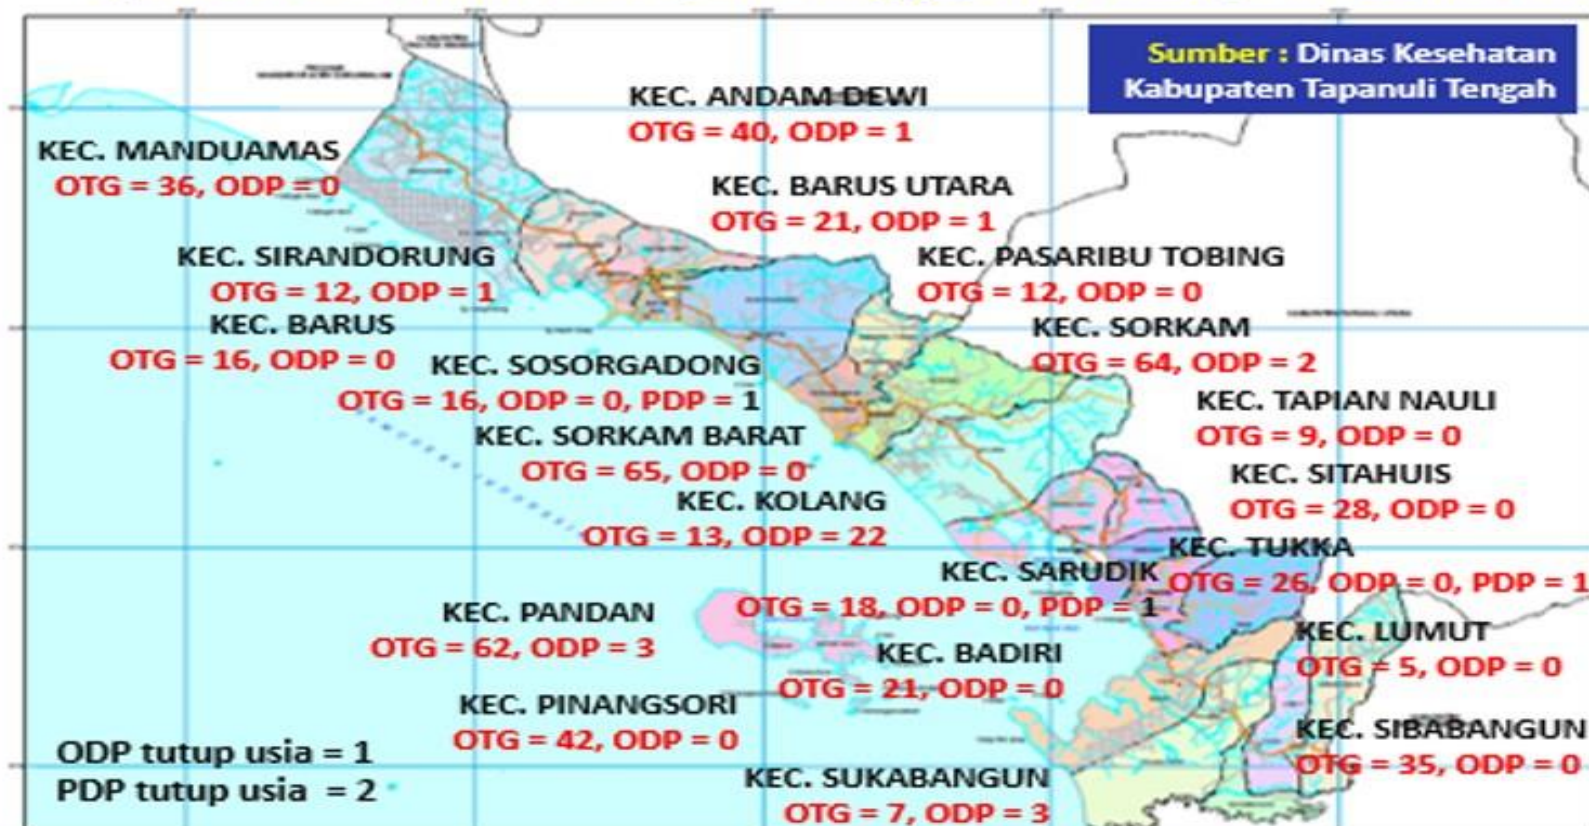 Sumber : Dinas Kesehatan
Kabupaten Tapanuli Tengah
KEC. ANDAM DEWI
OTG = 40, ODP = 1
KEC. MANDUAMAS
OTG = 36, ODP = 0
KEC. BARUS UTARA
OTG = 21, ODP = 1
KEC. SIRANDORUNG
OTG = 12, ODP = 1
KEC. PASARIBU TOBING
OTG = 12, ODP = 0
KEC. BARUS
OTG = 16, ODP = 0
KEC. SORKAM
OTG = 64, ODP = 2
KEC. SOSORGADONG
OTG = 16, ODP = 0, PDP = 1
KEC. TAPIAN NAULI
OTG = 9, ODP = 0
KEC. SORKAM BARAT
OTG = 65, ODP = 0
KEC. SITAHUIS
OTG = 28, ODP = 0
KEC. KOLANG
OTG = 13, ODP = 22
KEC. TUKKA
OTG = 26, ODP = 0, PDP = 1
KEC. SARUDIK
OTG = 18, ODP = 0, PDP = 1
KEC. PANDAN
OTG = 62, ODP = 3
KEC. LUMUT
OTG = 5, ODP = 0
KEC. BADIRI
OTG = 21, ODP = 0
KEC. PINANGSORI
OTG = 42, ODP = 0
KEC. SIBABANGUN
OTG = 35, ODP = 0
ODP tutup usia = 1
PDP tutup usia = 2
KEC. SUKABANGUN
OTG = 7, ODP = 3